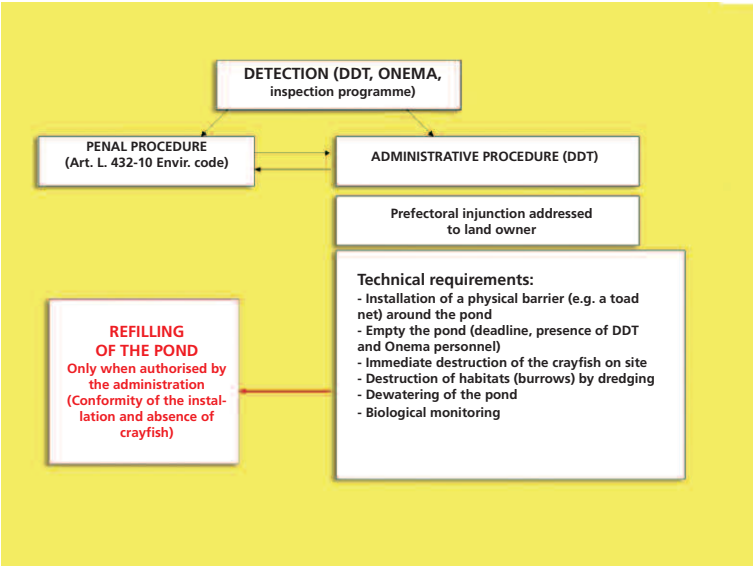 DETECTION (DDT, ONEMA,
inspection programme)
PENAL PROCEDURE
(Art. L. 432-10 Envir. code)
ADMINISTRATIVE PROCEDURE (DDT)
Prefectoral injunction addressed
to land owner
Technical requirements:
- Installation of a physical barrier (e.g. a toad
net) around the pond
- Empty the pond (deadline, presence of DDT
and Onema personnel)
- Immediate destruction of the crayfish on site
- Destruction of habitats (burrows) by dredging
- Dewatering of the pond
- Biological monitoring
REFILLING
OF THE POND
Only when authorised by
the administration
(Conformity of the instal-
lation and absence of
crayfish)